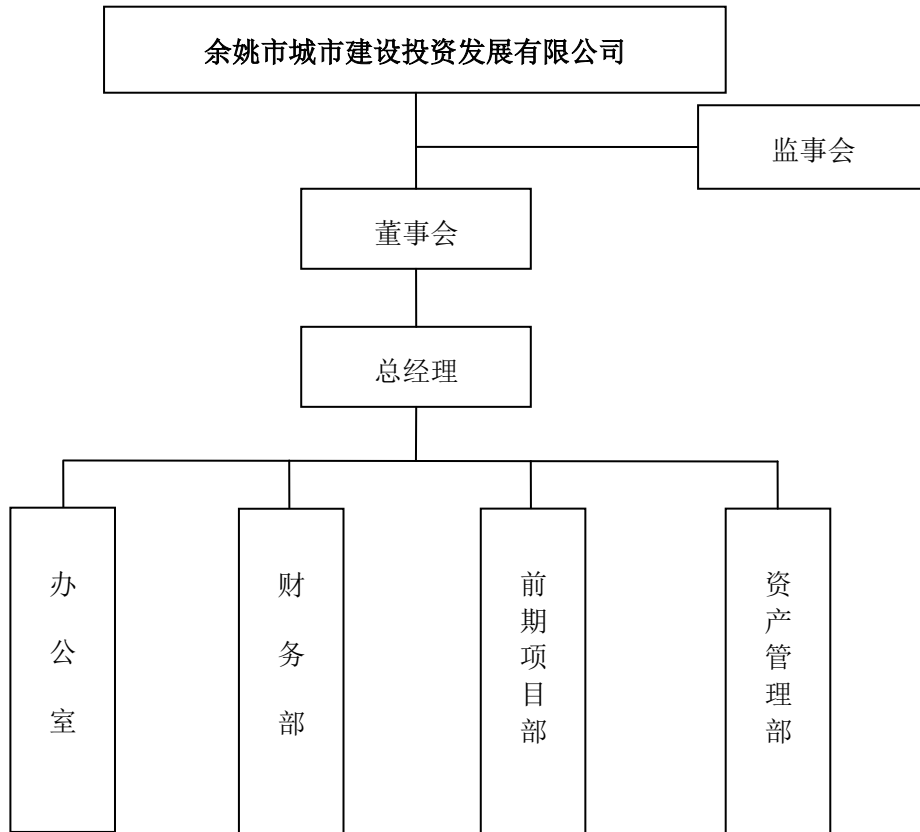 余姚市城市建设投资发展有限公司
监事会
董事会
总经理
办公室
财务部
前期项目部
资产管理部